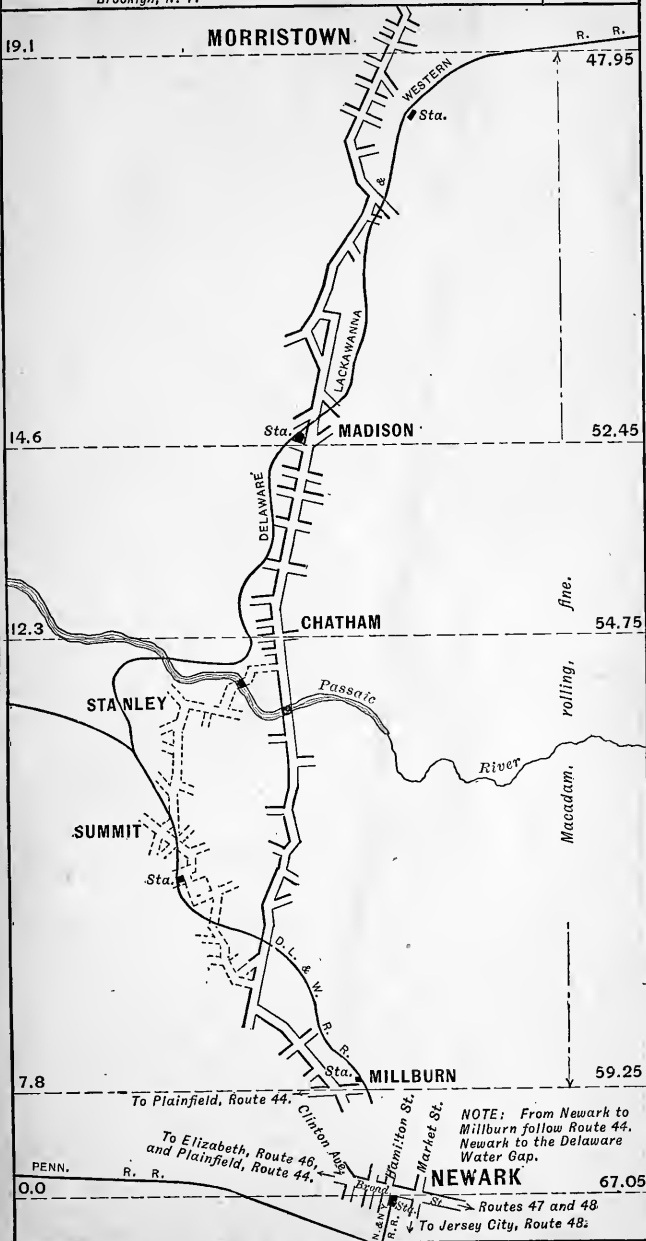 Brooklyn, N. Y.
19.1
MORRISTOWN
R. R.
47.95
WESTERN
Sta.
&
LACKAWANNA
14.6
Sta.
MADISON
52.45
DELAWARE
12.3
CHATHAM
54.75
fine.
rolling,
Macadam,
STANLEY
Passaic
River
SUMMIT
Sta.
D. L. & W. R. R.
Sta.
7.8
MILLBURN
59.25
To Plainfield, Route 44.
Clinton Ave.
Hamilton St.
Market St.
NOTE: From Newark to
Millburn follow Route 44.
Newark to the Delaware
Water Gap.
To Elizabeth, Route 46,
and Plainfield, Route 44.
PENN. R. R.
Broad St.
NEWARK
0.0
67.05
Sta.
N. & N.Y. R.R.
Routes 47 and 48
To Jersey City, Route 48.